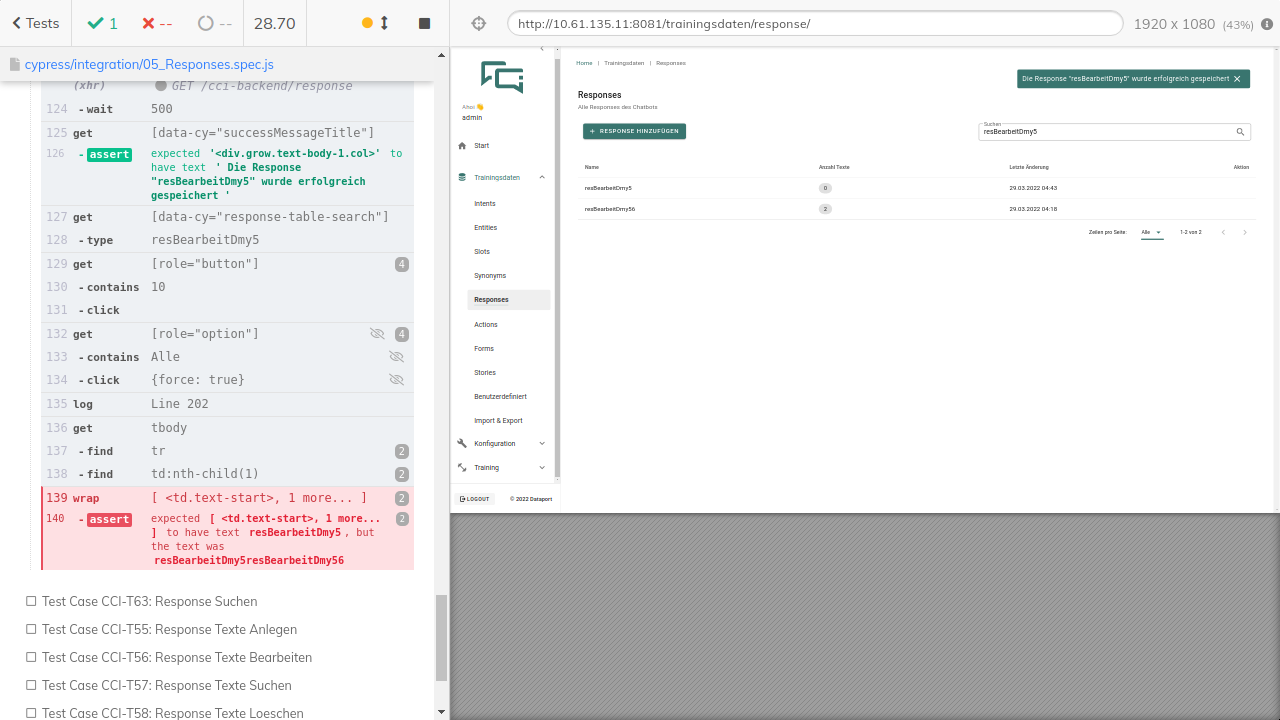 Tests
1
--
--
28.70
cypress/integration/05_Responses.spec.js
(xhr) GET /cci-backend/response
124 -wait 500
125 get [data-cy="successMessageTitle"]
126 -assert expected '<div.grow.text-body-1.col>' to
have text ' Die Response
"resBearbeitDmy5" wurde erfolgreich
gespeichert '
127 get [data-cy="response-table-search"]
128 -type resBearbeitDmy5
129 get [role="button"] 4
130 -contains 10
131 -click
132 get [role="option"] 4
133 -contains Alle
134 -click {force: true}
135 log Line 202
136 get tbody
137 -find tr 2
138 -find td:nth-child(1) 2
139 wrap [ <td.text-start>, 1 more... ] 2
140 -assert expected [ <td.text-start>, 1 more... 2
] to have text resBearbeitDmy5, but
the text was
resBearbeitDmy5resBearbeitDmy56
Test Case CCI-T63: Response Suchen
Test Case CCI-T55: Response Texte Anlegen
Test Case CCI-T56: Response Texte Bearbeiten
Test Case CCI-T57: Response Texte Suchen
Test Case CCI-T58: Response Texte Loeschen
http://10.61.135.11:8081/trainingsdaten/response/
1920 x 1080 (43%)
Ahoi 👋
admin
Start
Trainingsdaten
Intents
Entities
Slots
Synonyms
Responses
Actions
Forms
Stories
Benutzerdefiniert
Import & Export
Konfiguration
Training
LOGOUT
© 2022 Dataport
Home | Trainingsdaten | Responses
Die Response "resBearbeitDmy5" wurde erfolgreich gespeichert
Responses
Alle Responses des Chatbots
+ RESPONSE HINZUFÜGEN
Suchen
resBearbeitDmy5
Name Anzahl Texte Letzte Änderung Aktion
resBearbeitDmy5 0 29.03.2022 04:43
resBearbeitDmy56 2 29.03.2022 04:18
Zeilen pro Seite: Alle 1-2 von 2